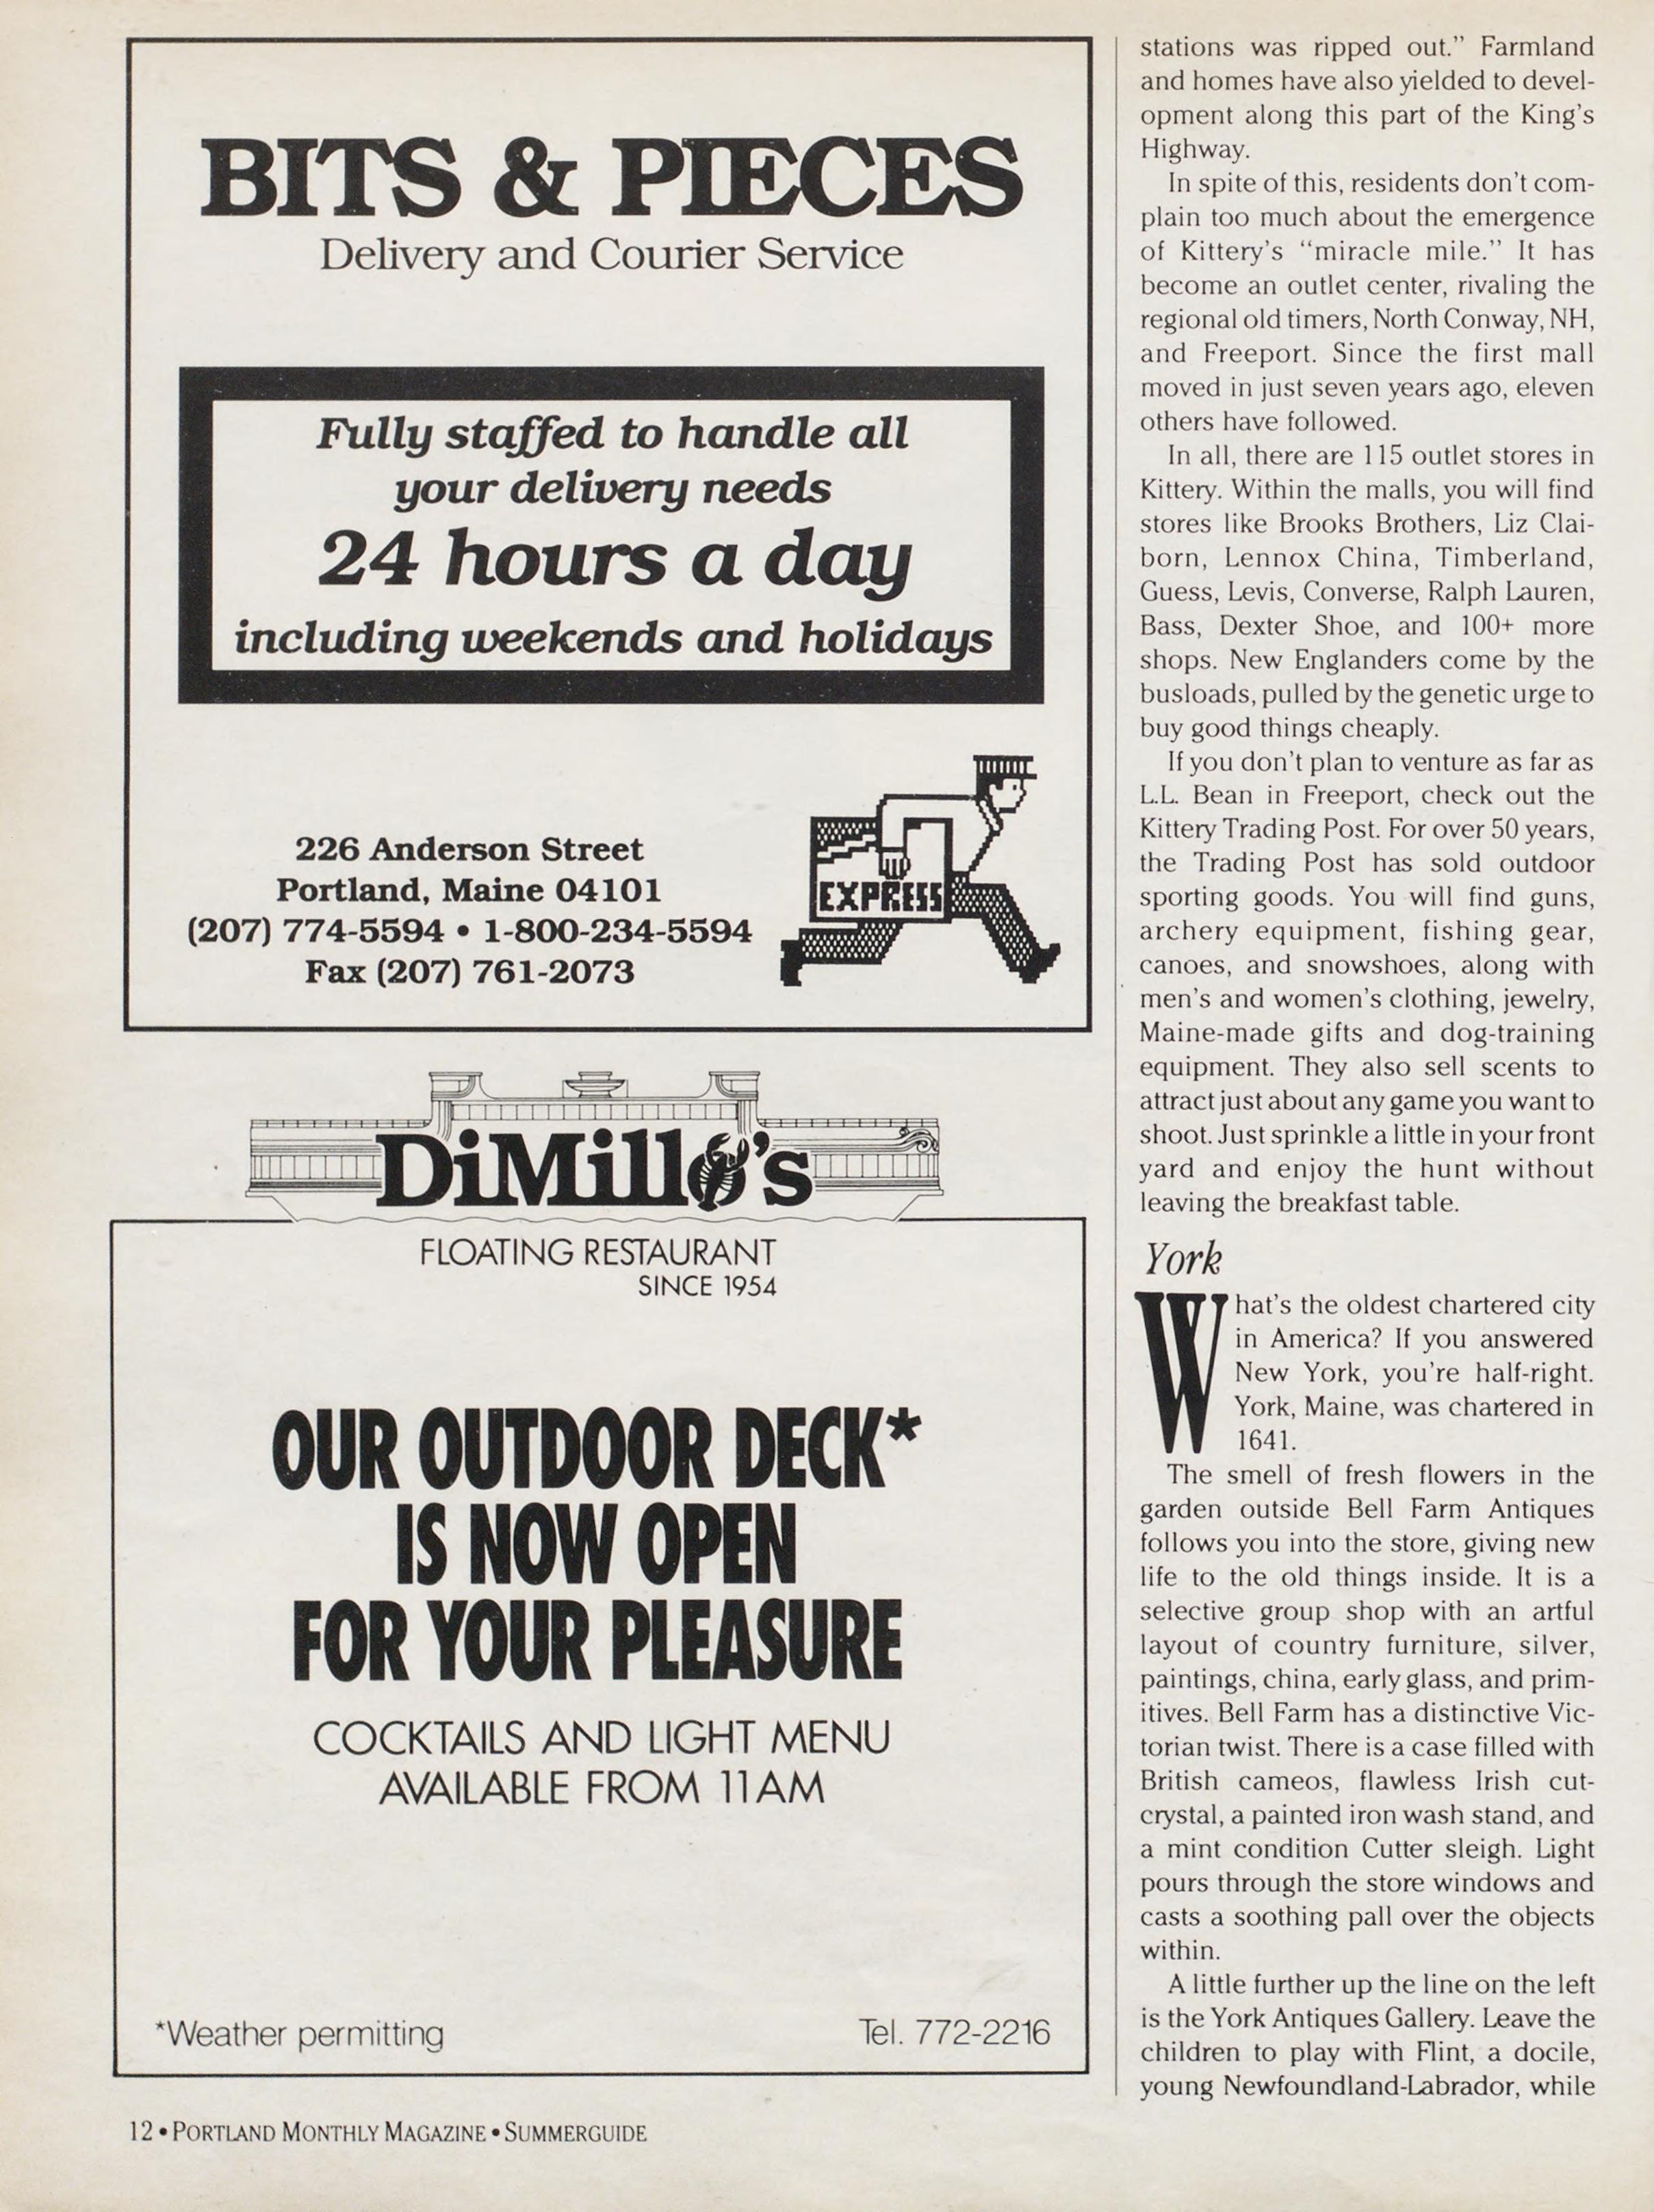 BITS & PIECES
Delivery and Courier Service
Fully staffed to handle all
your delivery needs
24 hours a day
including weekends and holidays
226 Anderson Street
Portland, Maine 04101
(207) 774-5594 • 1-800-234-5594
Fax (207) 761-2073
EXPRESS
DiMillo's
FLOATING RESTAURANT
SINCE 1954
OUR OUTDOOR DECK*
IS NOW OPEN
FOR YOUR PLEASURE
COCKTAILS AND LIGHT MENU
AVAILABLE FROM 11AM
*Weather permitting
Tel. 772-2216
stations was ripped out." Farmland
and homes have also yielded to devel-
opment along this part of the King's
Highway.
In spite of this, residents don't com-
plain too much about the emergence
of Kittery's "miracle mile." It has
become an outlet center, rivaling the
regional old timers, North Conway, NH,
and Freeport. Since the first mall
moved in just seven years ago, eleven
others have followed.
In all, there are 115 outlet stores in
Kittery. Within the malls, you will find
stores like Brooks Brothers, Liz Clai-
born, Lennox China, Timberland,
Guess, Levis, Converse, Ralph Lauren,
Bass, Dexter Shoe, and 100+ more
shops. New Englanders come by the
busloads, pulled by the genetic urge to
buy good things cheaply.
If you don't plan to venture as far as
L.L. Bean in Freeport, check out the
Kittery Trading Post. For over 50 years,
the Trading Post has sold outdoor
sporting goods. You will find guns,
archery equipment, fishing gear,
canoes, and snowshoes, along with
men's and women's clothing, jewelry,
Maine-made gifts and dog-training
equipment. They also sell scents to
attract just about any game you want to
shoot. Just sprinkle a little in your front
yard and enjoy the hunt without
leaving the breakfast table.
York
What's the oldest chartered city
in America? If you answered
New York, you're half-right.
York, Maine, was chartered in
1641.
The smell of fresh flowers in the
garden outside Bell Farm Antiques
follows you into the store, giving new
life to the old things inside. It is a
selective group shop with an artful
layout of country furniture, silver,
paintings, china, early glass, and prim-
itives. Bell Farm has a distinctive Vic-
torian twist. There is a case filled with
British cameos, flawless Irish cut-
crystal, a painted iron wash stand, and
a mint condition Cutter sleigh. Light
pours through the store windows and
casts a soothing pall over the objects
within.
A little further up the line on the left
is the York Antiques Gallery. Leave the
children to play with Flint, a docile,
young Newfoundland-Labrador, while
12 • PORTLAND MONTHLY MAGAZINE • SUMMERGUIDE